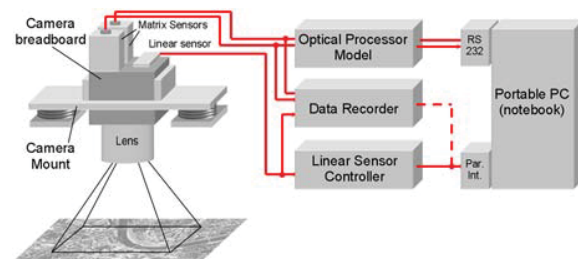 Camera
breadboard
Matrix Sensors
Linear sensor
Camera
Mount
Lens
Optical Processor
Model
Data Recorder
Linear Sensor
Controller
RS
232
Par.
Int.
Portable PC
(notebook)